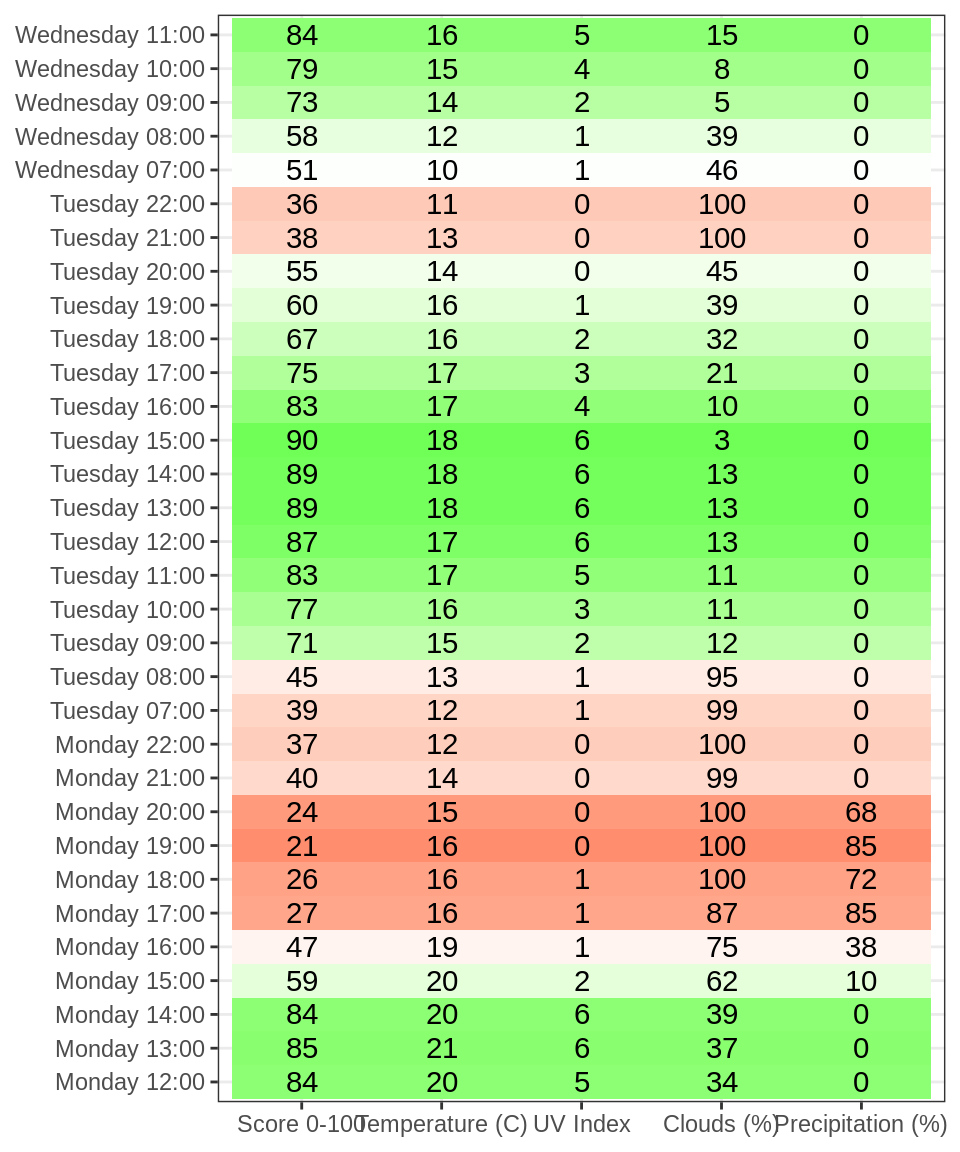 Wednesday 11:00 84 16 5 15 0
Wednesday 10:00 79 15 4 8 0
Wednesday 09:00 73 14 2 5 0
Wednesday 08:00 58 12 1 39 0
Wednesday 07:00 51 10 1 46 0
Tuesday 22:00 36 11 0 100 0
Tuesday 21:00 38 13 0 100 0
Tuesday 20:00 55 14 0 45 0
Tuesday 19:00 60 16 1 39 0
Tuesday 18:00 67 16 2 32 0
Tuesday 17:00 75 17 3 21 0
Tuesday 16:00 83 17 4 10 0
Tuesday 15:00 90 18 6 3 0
Tuesday 14:00 89 18 6 13 0
Tuesday 13:00 89 18 6 13 0
Tuesday 12:00 87 17 6 13 0
Tuesday 11:00 83 17 5 11 0
Tuesday 10:00 77 16 3 11 0
Tuesday 09:00 71 15 2 12 0
Tuesday 08:00 45 13 1 95 0
Tuesday 07:00 39 12 1 99 0
Monday 22:00 37 12 0 100 0
Monday 21:00 40 14 0 99 0
Monday 20:00 24 15 0 100 68
Monday 19:00 21 16 0 100 85
Monday 18:00 26 16 1 100 72
Monday 17:00 27 16 1 87 85
Monday 16:00 47 19 1 75 38
Monday 15:00 59 20 2 62 10
Monday 14:00 84 20 6 39 0
Monday 13:00 85 21 6 37 0
Monday 12:00 84 20 5 34 0
Score 0-100 Temperature (C) UV Index Clouds (%) Precipitation (%)